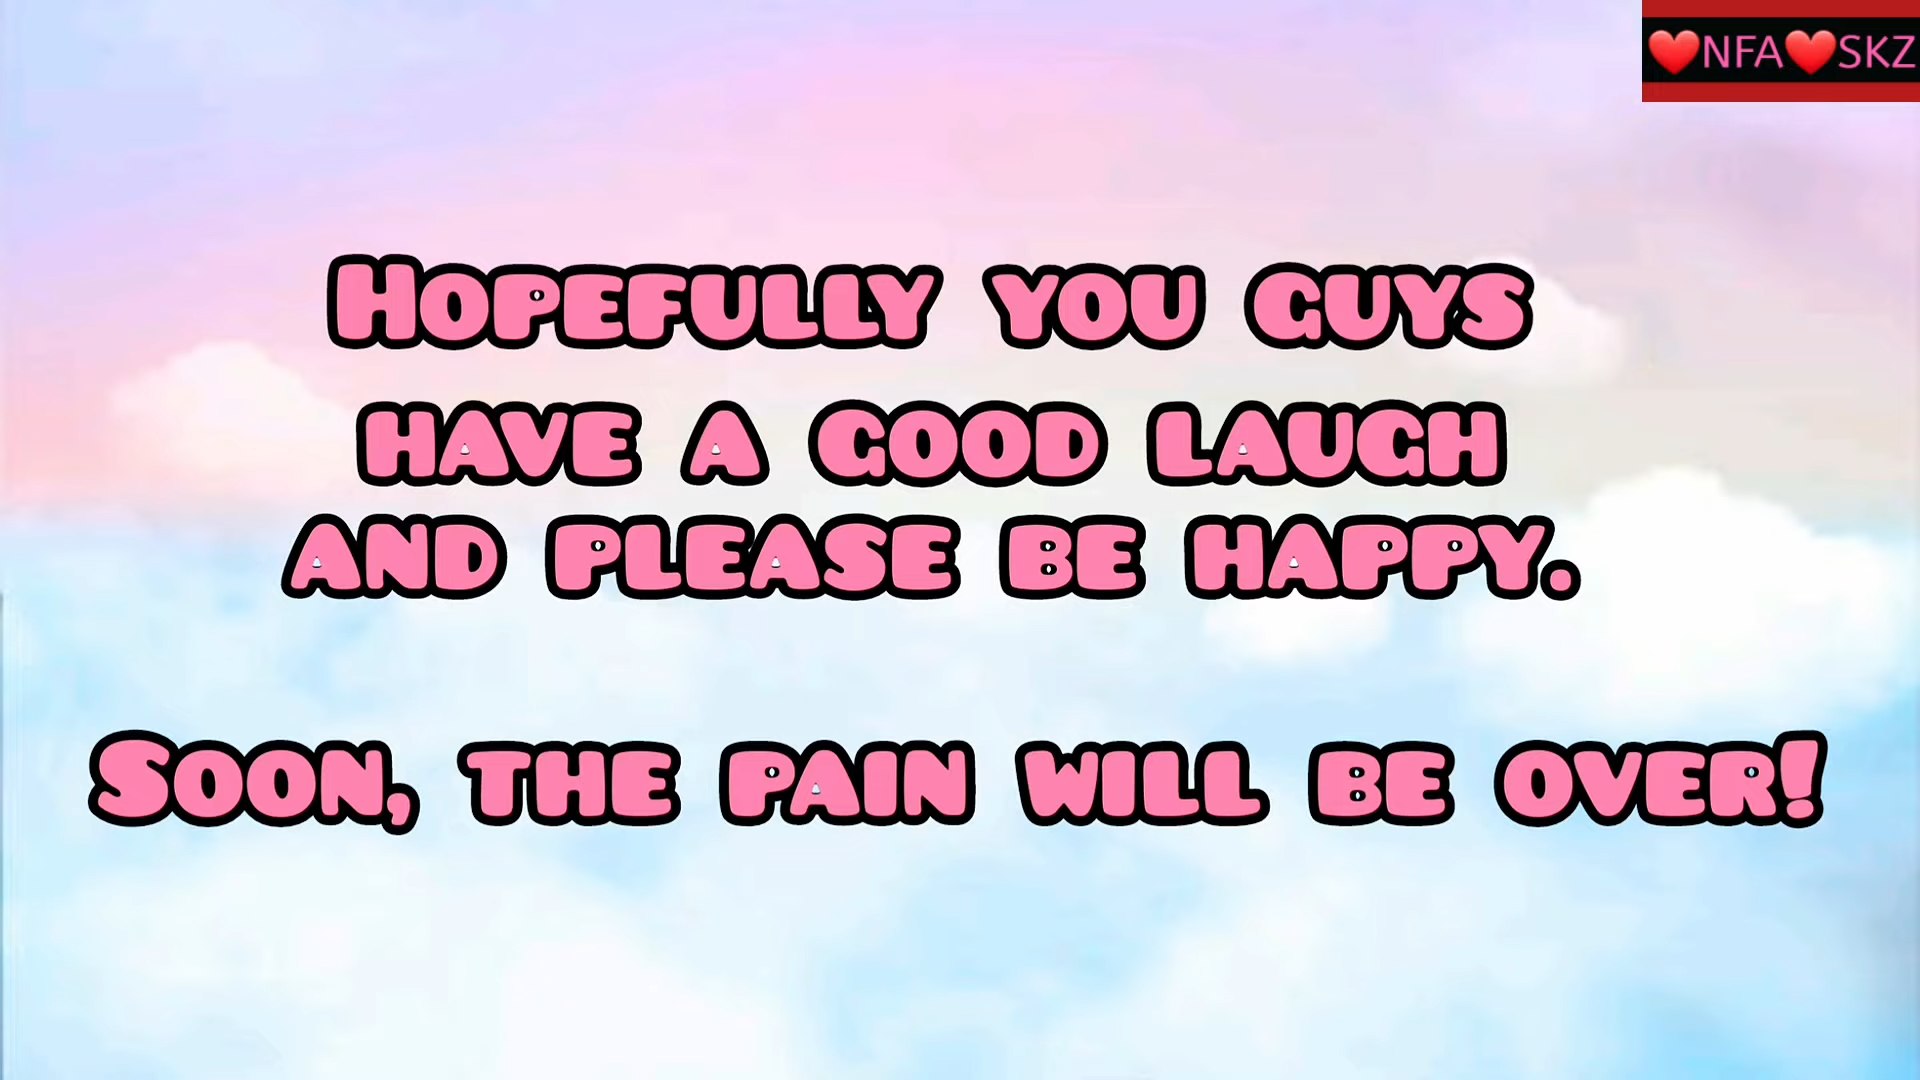 ❤️NFA❤️SKZ
Hopefully you guys
have a good laugh
and please be happy.
Soon, the pain will be over!